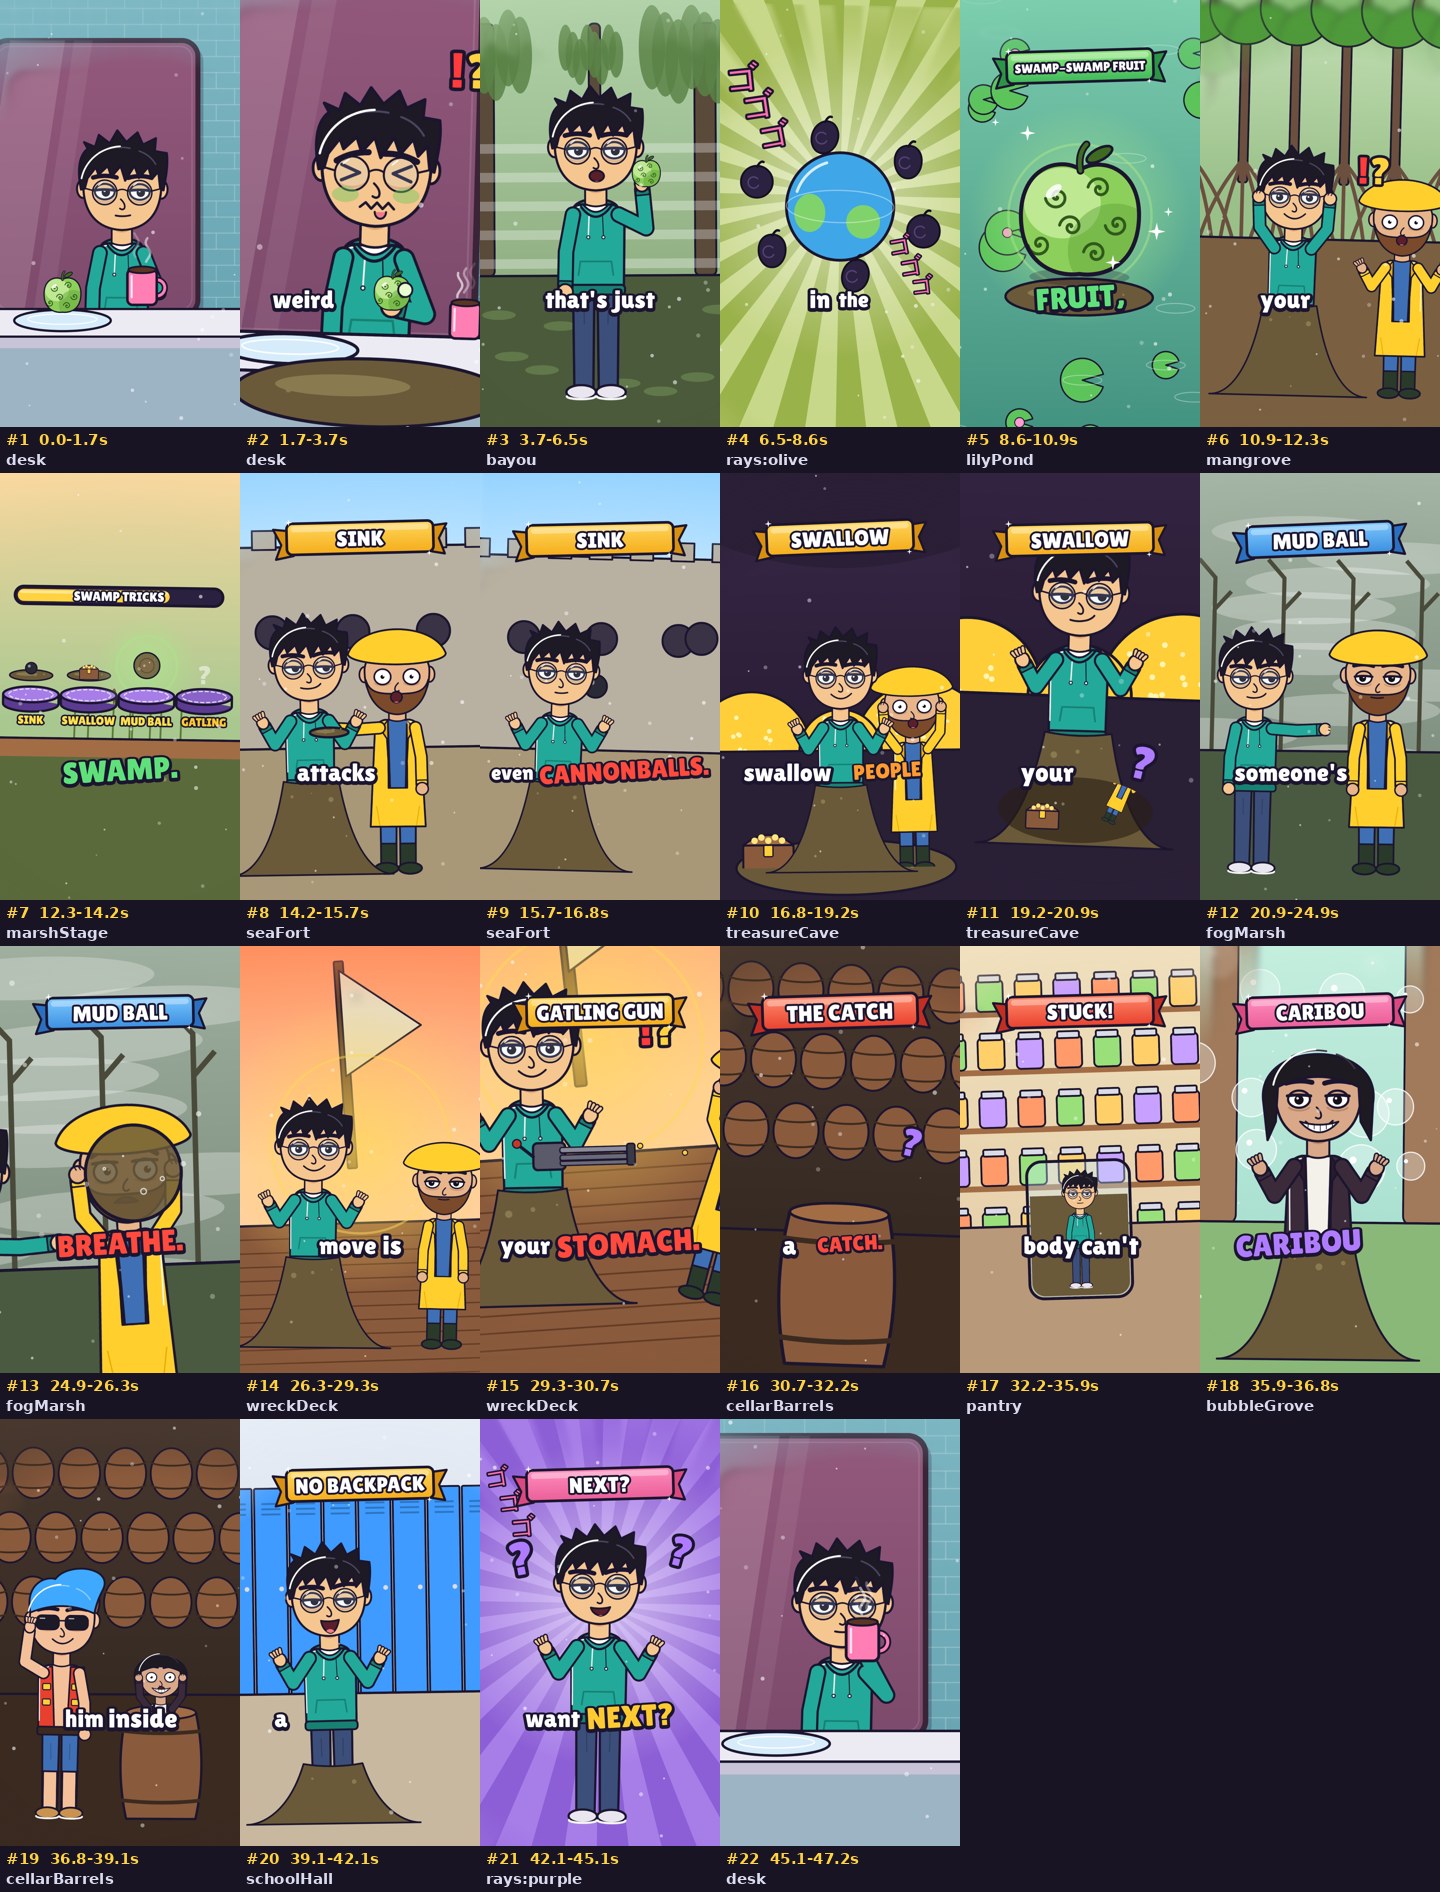 !?
weird
that's just
ゴゴゴ
ゴゴゴ
in the
SWAMP-SWAMP FRUIT
FRUIT,
!?
your
#1 0.0-1.7s
desk
#2 1.7-3.7s
desk
#3 3.7-6.5s
bayou
#4 6.5-8.6s
rays:olive
#5 8.6-10.9s
lilyPond
#6 10.9-12.3s
mangrove
SWAMP TRICKS
?
SINK
SWALLOW
MUD BALL
GATLING
SWAMP.
SINK
attacks
SINK
even CANNONBALLS.
SWALLOW
swallow PEOPLE
SWALLOW
your
?
MUD BALL
someone's
#7 12.3-14.2s
marshStage
#8 14.2-15.7s
seaFort
#9 15.7-16.8s
seaFort
#10 16.8-19.2s
treasureCave
#11 19.2-20.9s
treasureCave
#12 20.9-24.9s
fogMarsh
MUD BALL
BREATHE.
move is
GATLING GUN
!?
your STOMACH.
THE CATCH
?
a CATCH.
STUCK!
body can't
CARIBOU
CARIBOU
#13 24.9-26.3s
fogMarsh
#14 26.3-29.3s
wreckDeck
#15 29.3-30.7s
wreckDeck
#16 30.7-32.2s
cellarBarrels
#17 32.2-35.9s
pantry
#18 35.9-36.8s
bubbleGrove
him inside
NO BACKPACK
a
NEXT?
ゴゴゴ
?
?
want NEXT?
#19 36.8-39.1s
cellarBarrels
#20 39.1-42.1s
schoolHall
#21 42.1-45.1s
rays:purple
#22 45.1-47.2s
desk